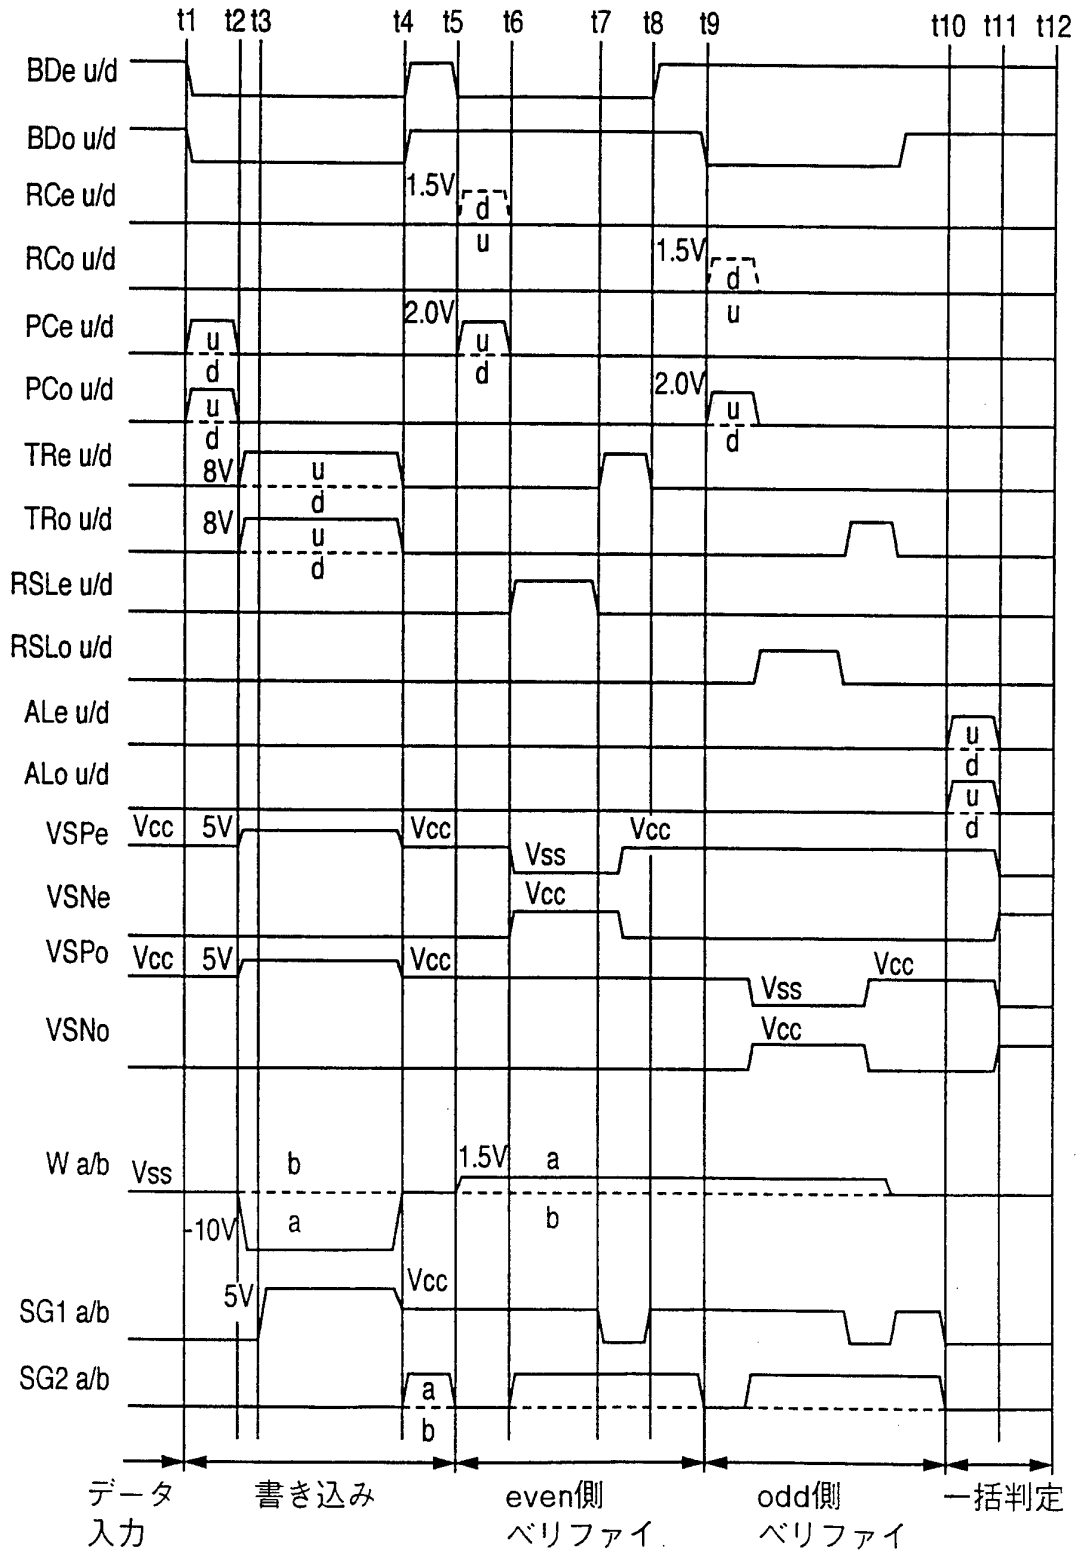 t1 t2 t3 t4 t5 t6 t7 t8 t9 t10 t11 t12
BDe u/d
BDo u/d
RCe u/d 1.5V d u
RCo u/d 1.5V d u
PCe u/d u d 2.0V u d
PCo u/d u d 2.0V u d
TRe u/d 8V u d
TRo u/d 8V u d
RSLe u/d
RSLo u/d
ALe u/d u d
ALo u/d u d
VSPe Vcc 5V Vcc Vss Vcc
VSNe Vcc
VSPo Vcc 5V Vcc Vss Vcc
VSNo Vcc
W a/b Vss -10V b a 1.5V a b
SG1 a/b 5V Vcc
SG2 a/b a b
データ入力
書き込み
even側
ベリファイ
odd側
ベリファイ
一括判定